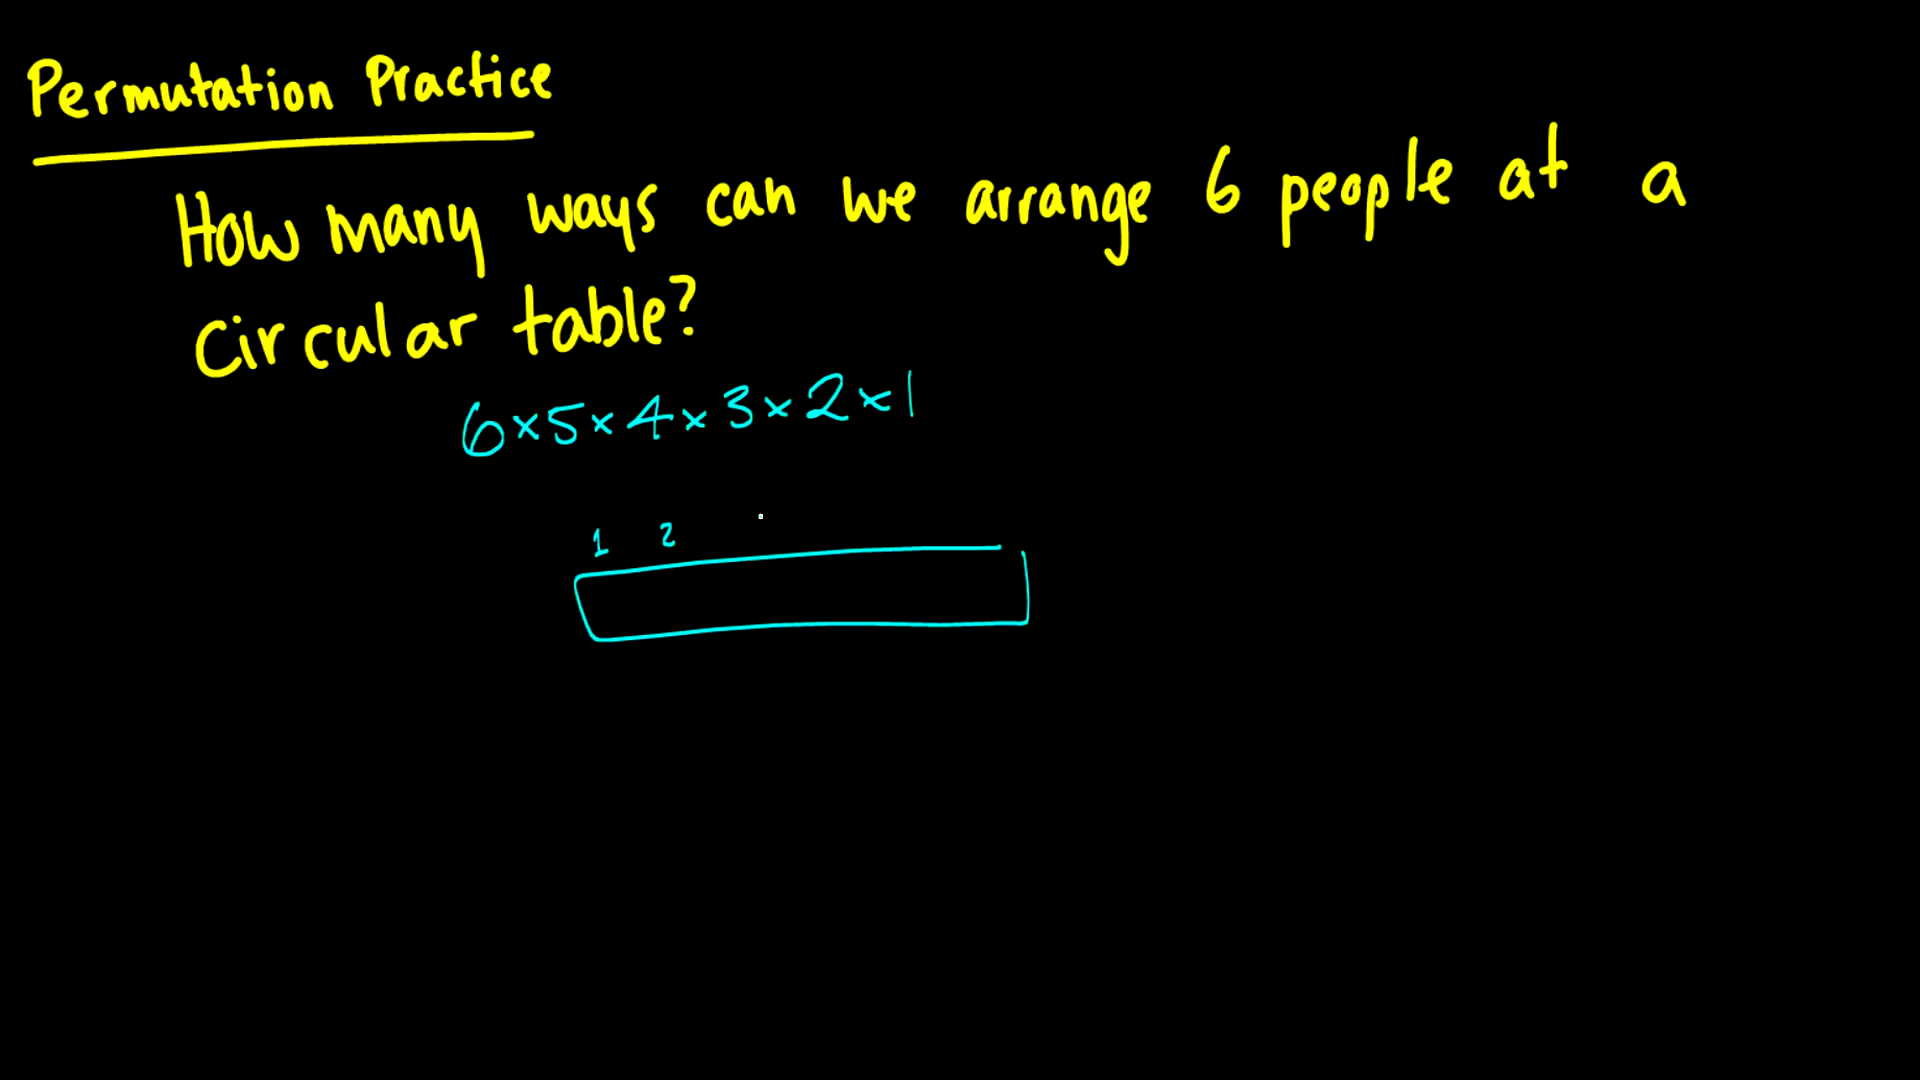 Permutation Practice
How many ways can we arrange 6 people at a
circular table?
6×5×4×3×2×1
1 2